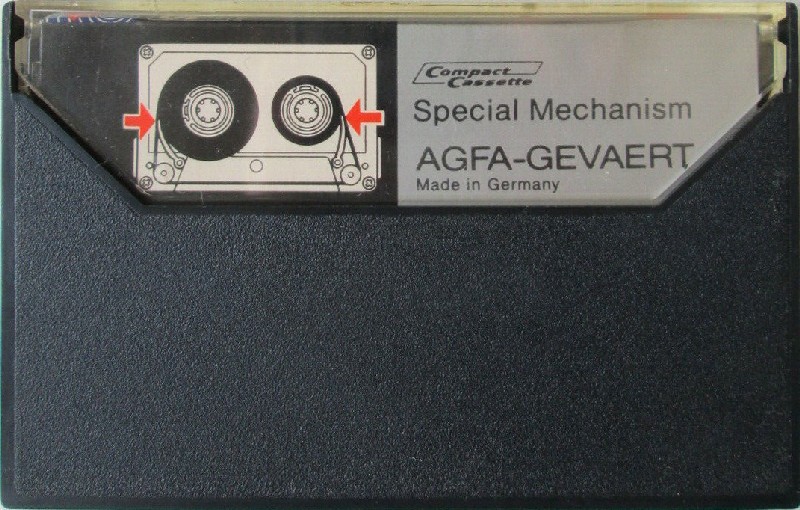 Compact
Cassette
Special Mechanism
AGFA-GEVAERT
Made in Germany